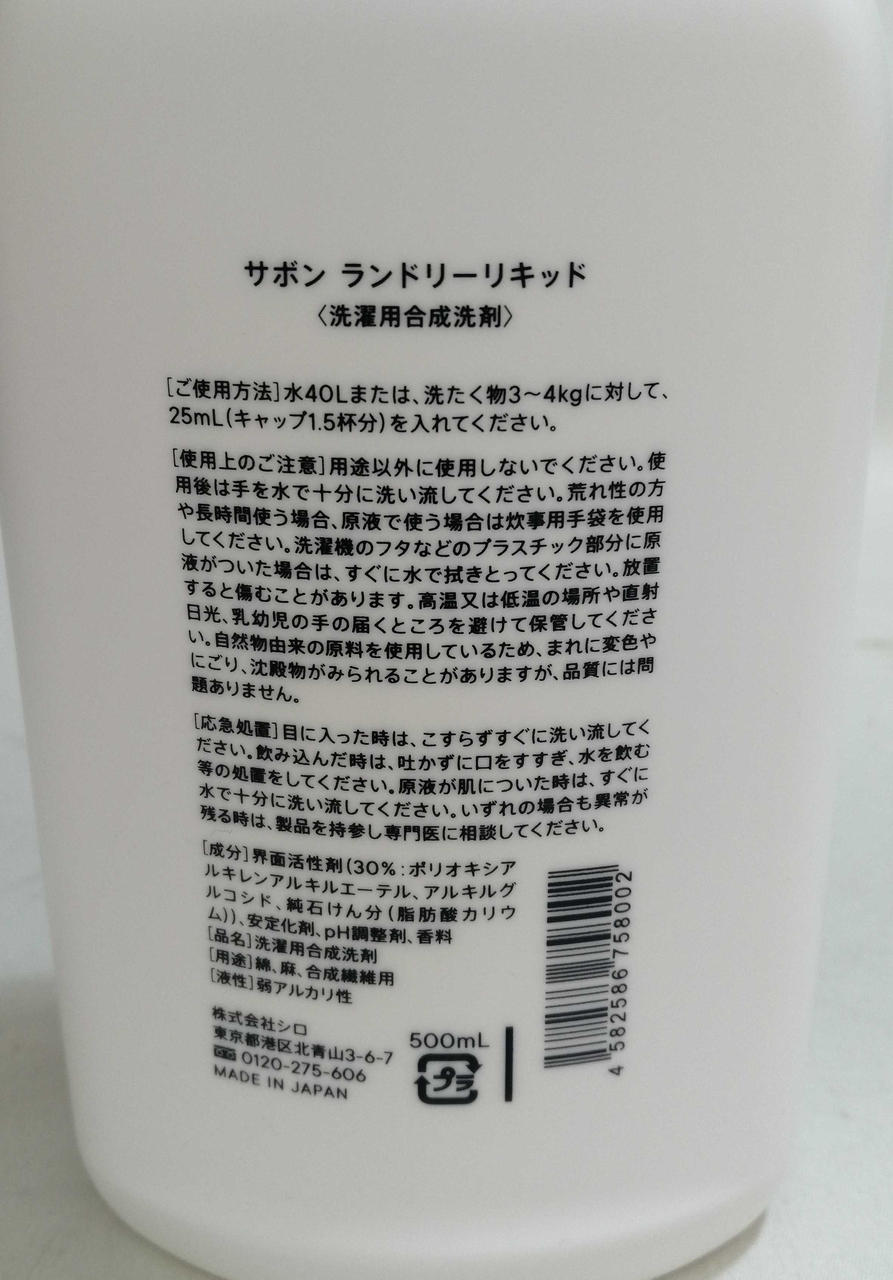 サボン ランドリーリキッド
〈洗濯用合成洗剤〉
[ご使用方法]水40Lまたは、洗たく物3〜4kgに対して、
25mL(キャップ1.5杯分)を入れてください。
[使用上のご注意]用途以外に使用しないでください。使
用後は手を水で十分に洗い流してください。荒れ性の方
や長時間使う場合、原液で使う場合は炊事用手袋を使用
してください。洗濯機のフタなどのプラスチック部分に原
液がついた場合は、すぐに水で拭きとってください。放置
すると傷むことがあります。高温又は低温の場所や直射
日光、乳幼児の手の届くところを避けて保管してくださ
い。自然物由来の原料を使用しているため、まれに変色や
にごり、沈殿物がみられることがありますが、品質には問
題ありません。
[応急処置]目に入った時は、こすらずすぐに洗い流してく
ださい。飲み込んだ時は、吐かずに口をすすぎ、水を飲む
等の処置をしてください。原液が肌についた時は、すぐに
水で十分に洗い流してください。いずれの場合も異常が
残る時は、製品を持参し専門医に相談してください。
[成分]界面活性剤(30%:ポリオキシア
ルキレンアルキルエーテル、アルキルグ
ルコシド、純石けん分(脂肪酸カリウ
ム))、安定化剤、pH調整剤、香料
[品名]洗濯用合成洗剤
[用途]綿、麻、合成繊維用
[液性]弱アルカリ性
株式会社シロ
東京都港区北青山3-6-7
0120-275-606
MADE IN JAPAN
500mL
プラ
4 582586 758002